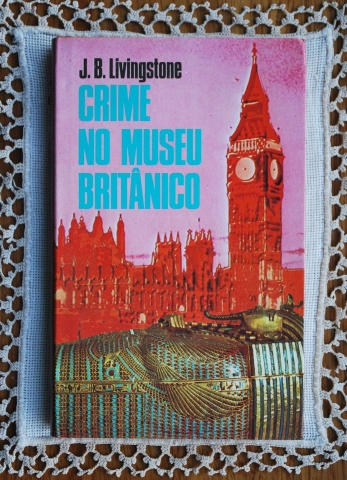 J. B. Livingstone
CRIME
NO MUSEU
BRITÂNICO